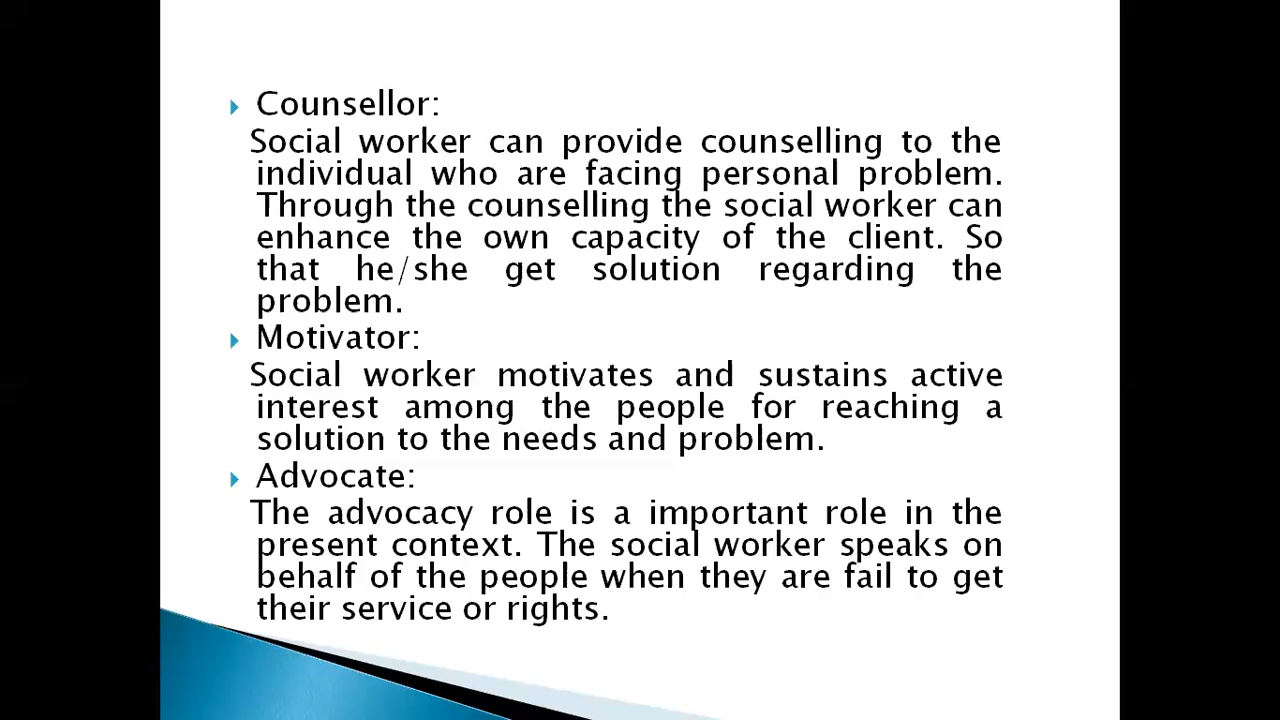 Counsellor:
Social worker can provide counselling to the
individual who are facing personal problem.
Through the counselling the social worker can
enhance the own capacity of the client. So
that he/she get solution regarding the
problem.
Motivator:
Social worker motivates and sustains active
interest among the people for reaching a
solution to the needs and problem.
Advocate:
The advocacy role is a important role in the
present context. The social worker speaks on
behalf of the people when they are fail to get
their service or rights.